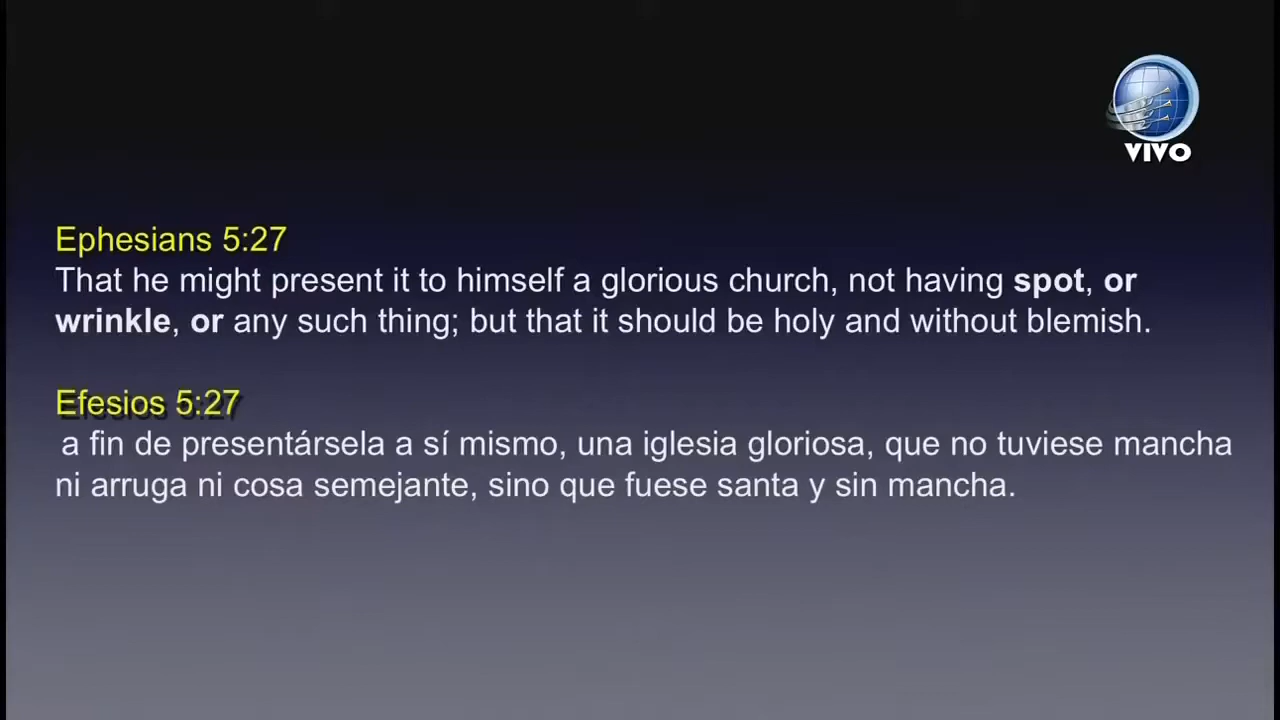 VIVO
Ephesians 5:27
That he might present it to himself a glorious church, not having spot, or
wrinkle, or any such thing; but that it should be holy and without blemish.
Efesios 5:27
a fin de presentársela a sí mismo, una iglesia gloriosa, que no tuviese mancha
ni arruga ni cosa semejante, sino que fuese santa y sin mancha.